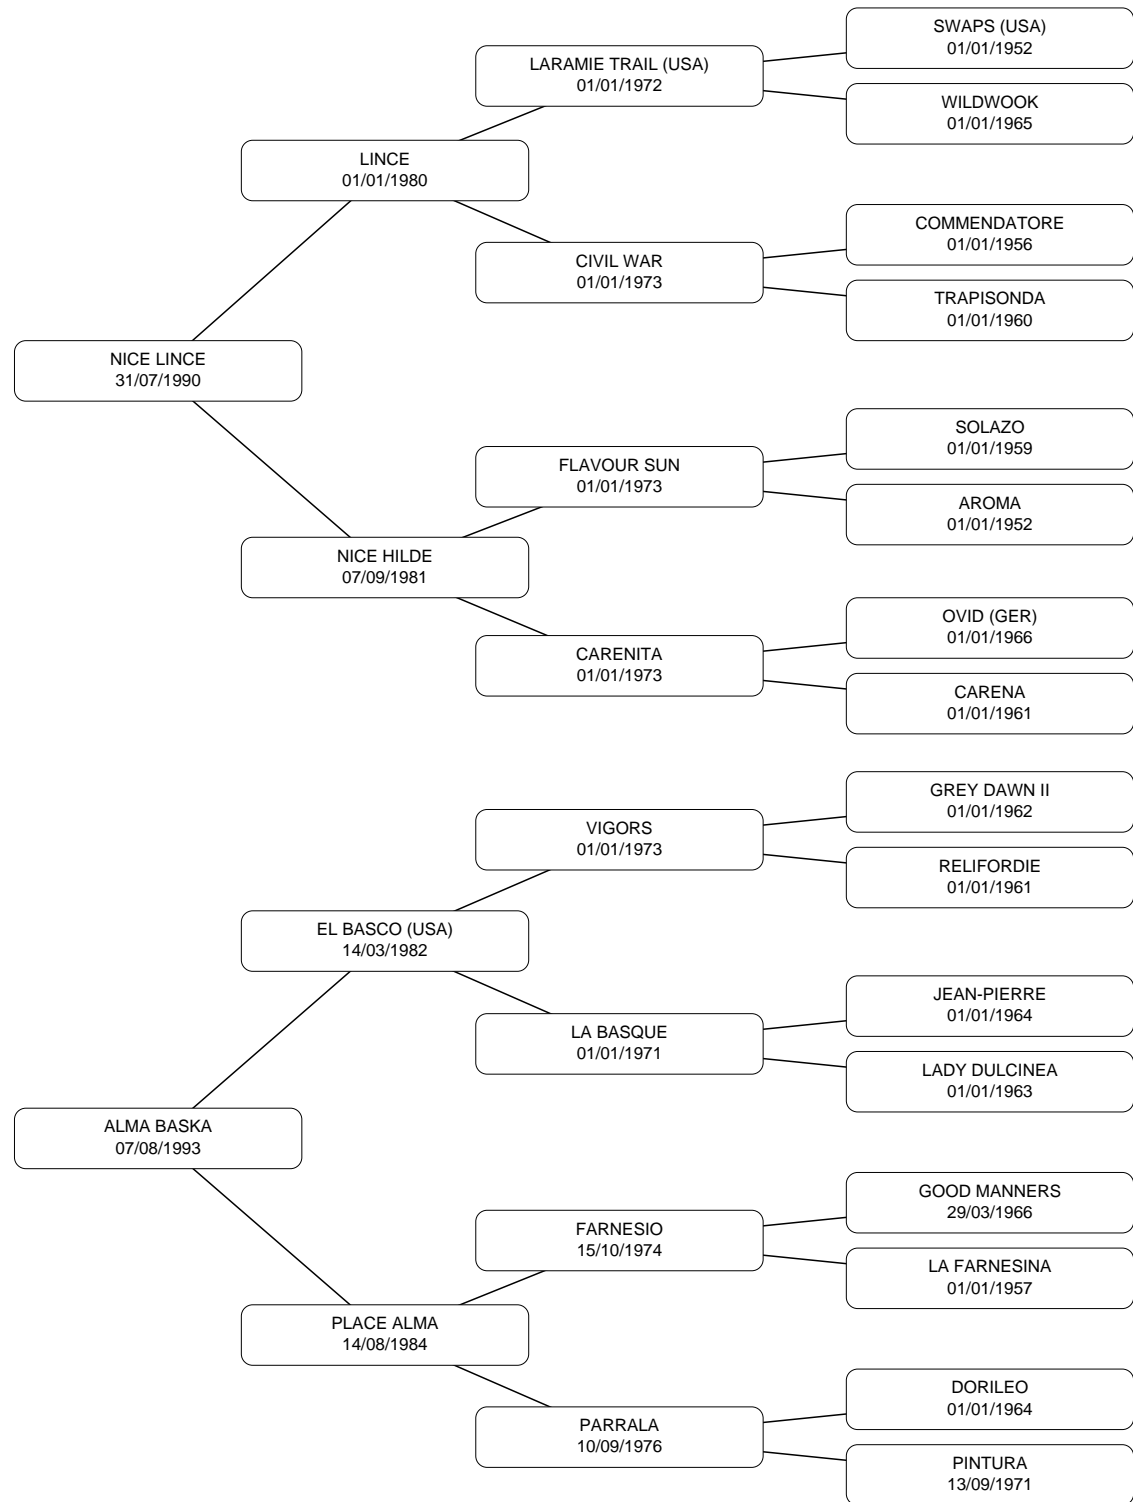 SWAPS (USA)
01/01/1952
LARAMIE TRAIL (USA)
01/01/1972
WILDWOOK
01/01/1965
LINCE
01/01/1980
COMMENDATORE
01/01/1956
CIVIL WAR
01/01/1973
TRAPISONDA
01/01/1960
NICE LINCE
31/07/1990
SOLAZO
01/01/1959
FLAVOUR SUN
01/01/1973
AROMA
01/01/1952
NICE HILDE
07/09/1981
OVID (GER)
01/01/1966
CARENITA
01/01/1973
CARENA
01/01/1961
GREY DAWN II
01/01/1962
VIGORS
01/01/1973
RELIFORDIE
01/01/1961
EL BASCO (USA)
14/03/1982
JEAN-PIERRE
01/01/1964
LA BASQUE
01/01/1971
LADY DULCINEA
01/01/1963
ALMA BASKA
07/08/1993
GOOD MANNERS
29/03/1966
FARNESIO
15/10/1974
LA FARNESINA
01/01/1957
PLACE ALMA
14/08/1984
DORILEO
01/01/1964
PARRALA
10/09/1976
PINTURA
13/09/1971